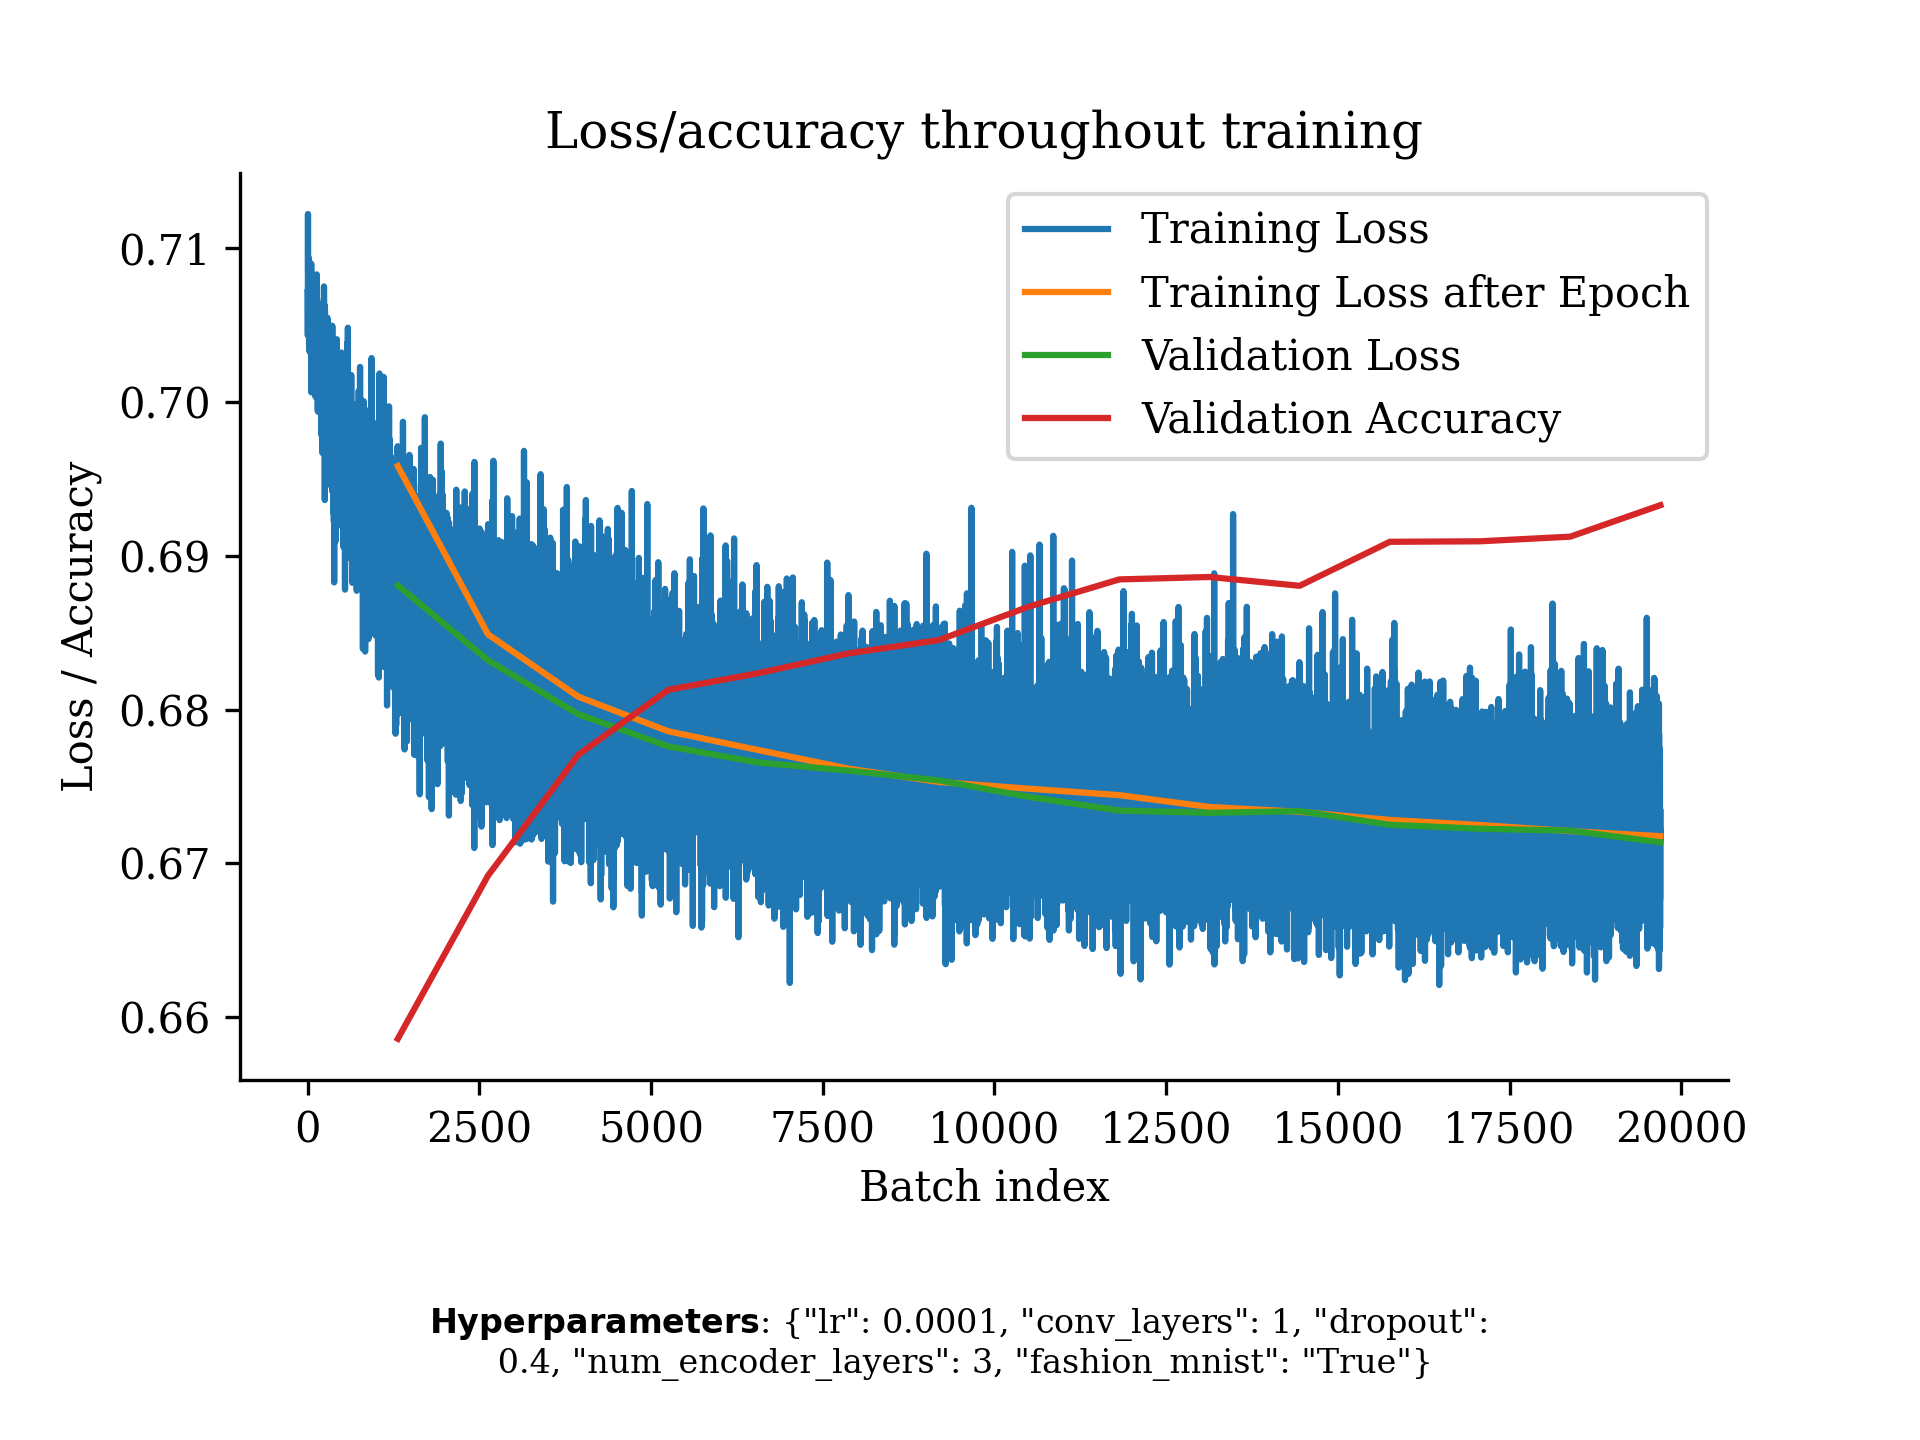 Loss/accuracy throughout training
Training Loss
Training Loss after Epoch
Validation Loss
Validation Accuracy
Loss / Accuracy
0.71
0.70
0.69
0.68
0.67
0.66
0 2500 5000 7500 10000 12500 15000 17500 20000
Batch index
Hyperparameters: {"lr": 0.0001, "conv_layers": 1, "dropout":
0.4, "num_encoder_layers": 3, "fashion_mnist": "True"}